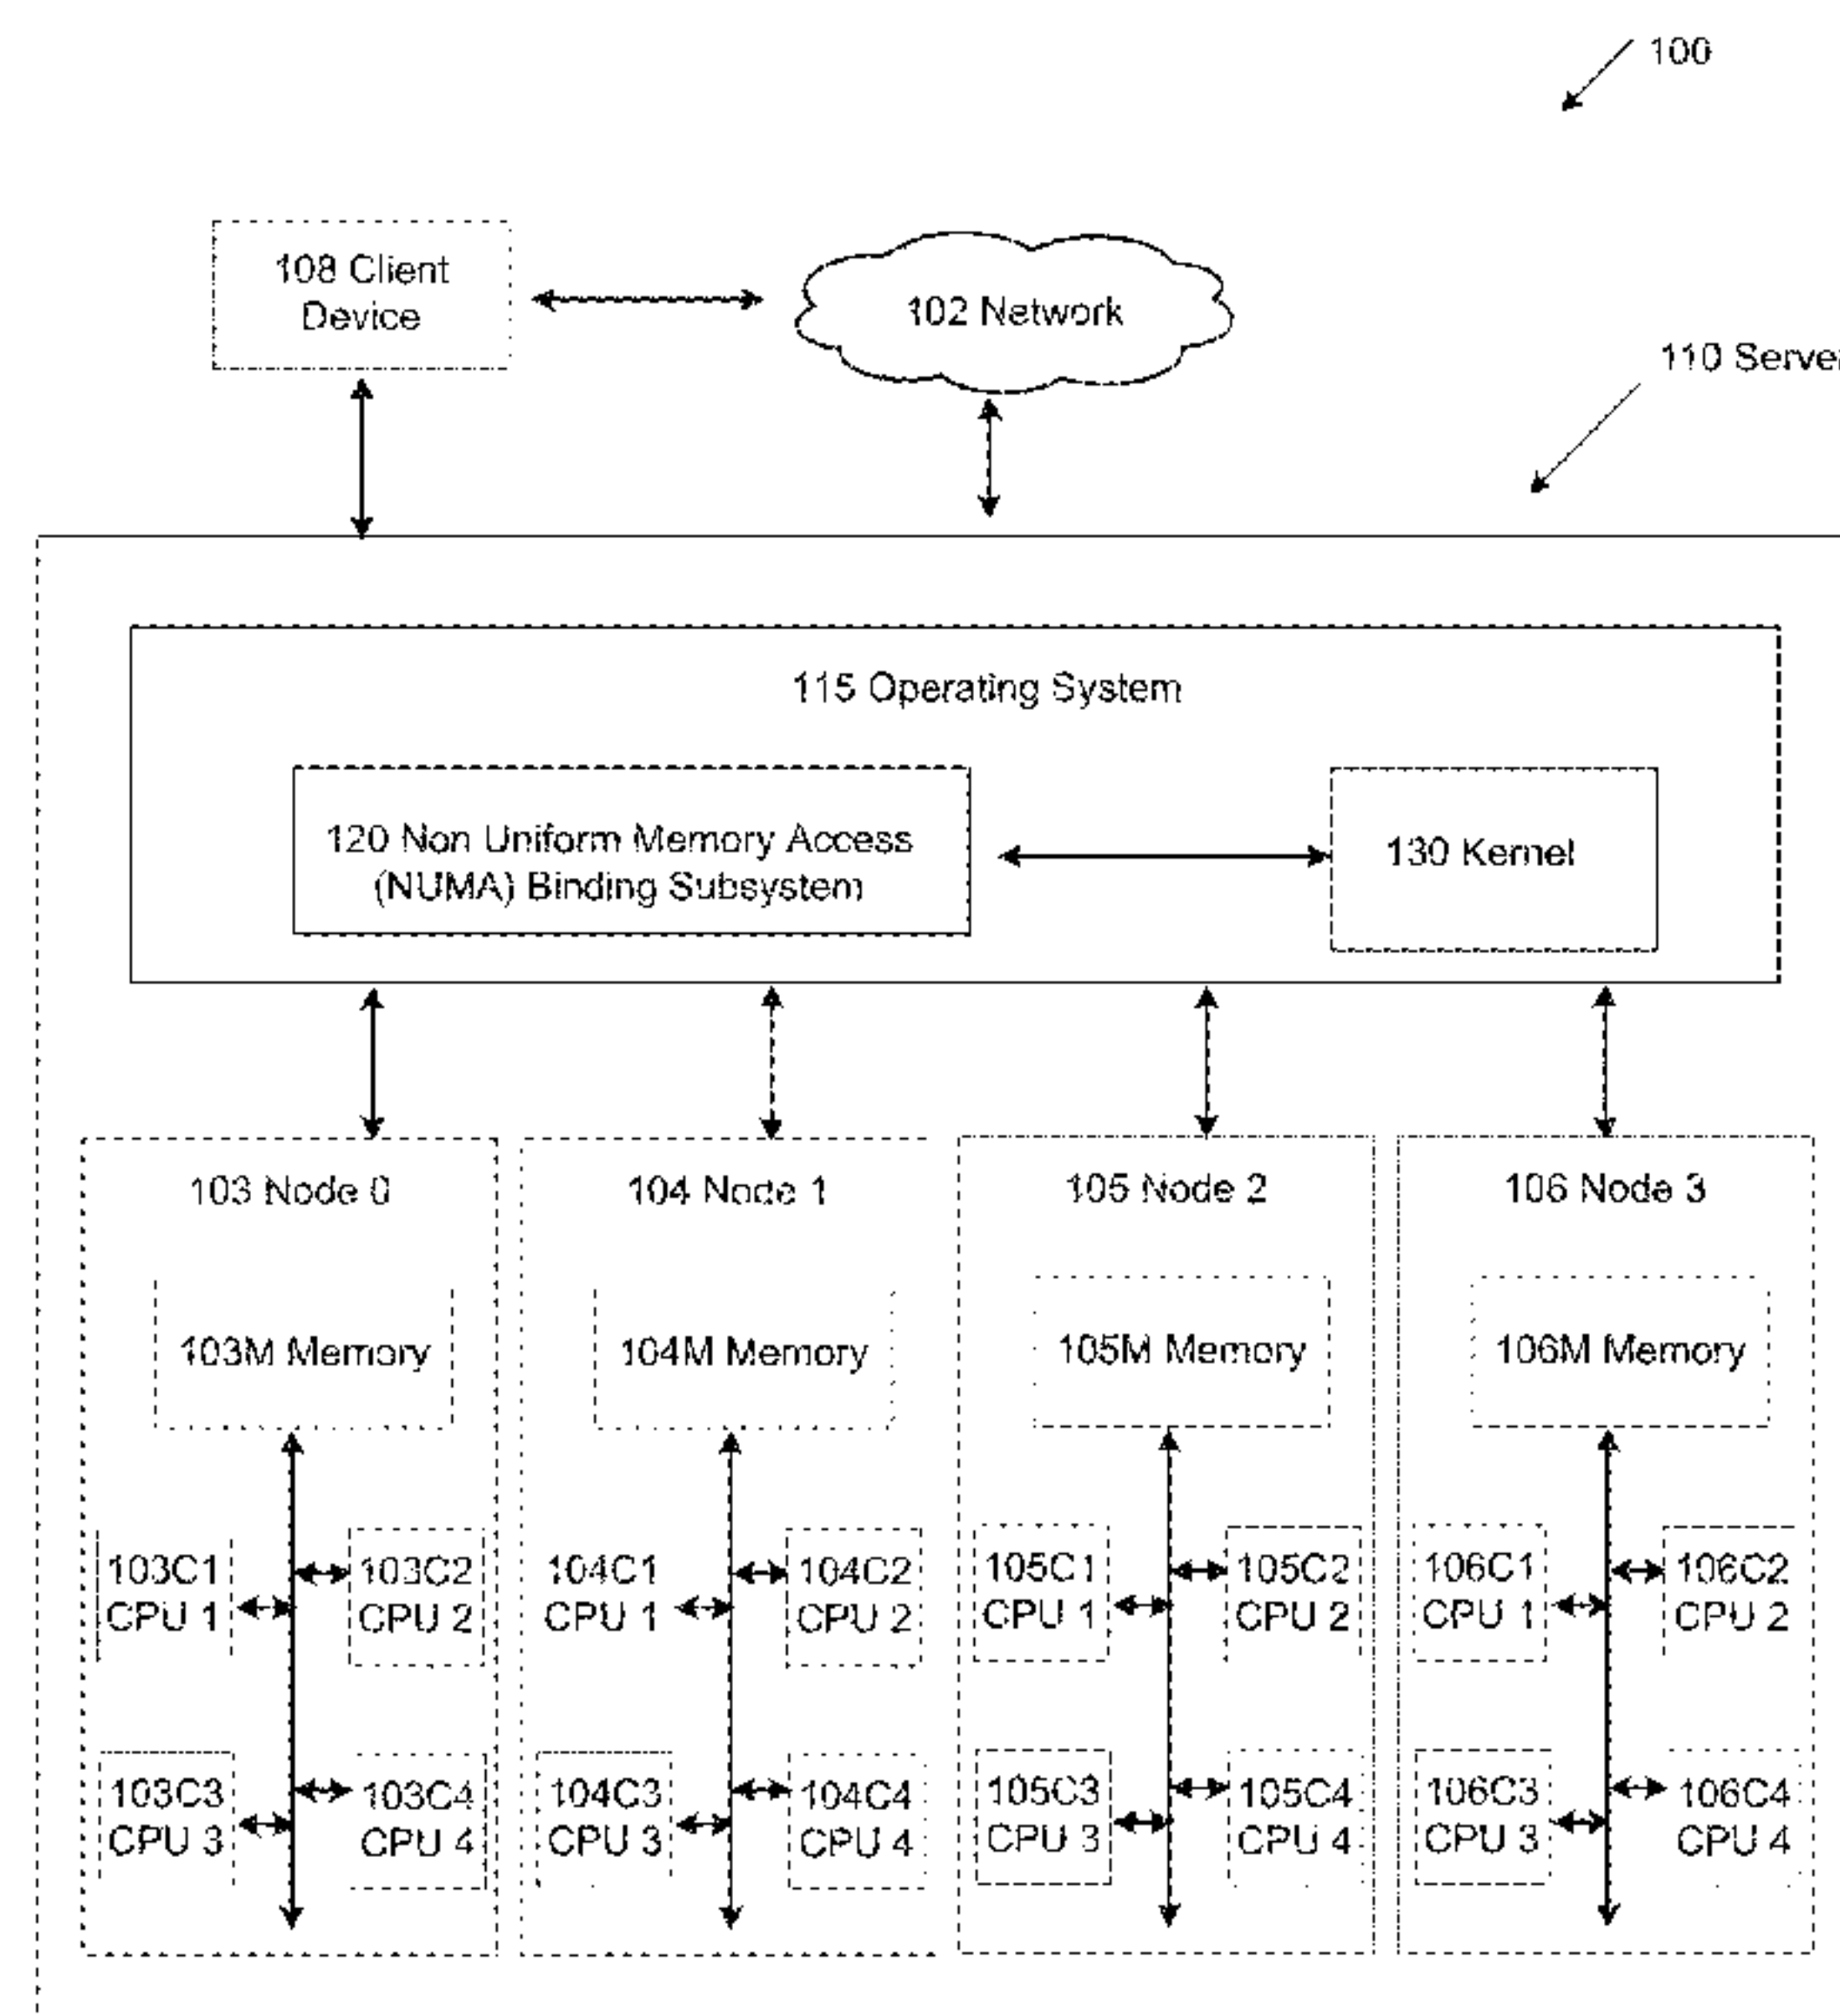 100
108 Client
Device
102 Network
110 Server
115 Operating System
120 Non Uniform Memory Access
(NUMA) Binding Subsystem
130 Kernel
103 Node 0
104 Node 1
105 Node 2
106 Node 3
103M Memory
104M Memory
105M Memory
106M Memory
103C1
CPU 1
103C2
CPU 2
104C1
CPU 1
104C2
CPU 2
105C1
CPU 1
105C2
CPU 2
106C1
CPU 1
106C2
CPU 2
103C3
CPU 3
103C4
CPU 4
104C3
CPU 3
104C4
CPU 4
105C3
CPU 3
105C4
CPU 4
106C3
CPU 3
106C4
CPU 4